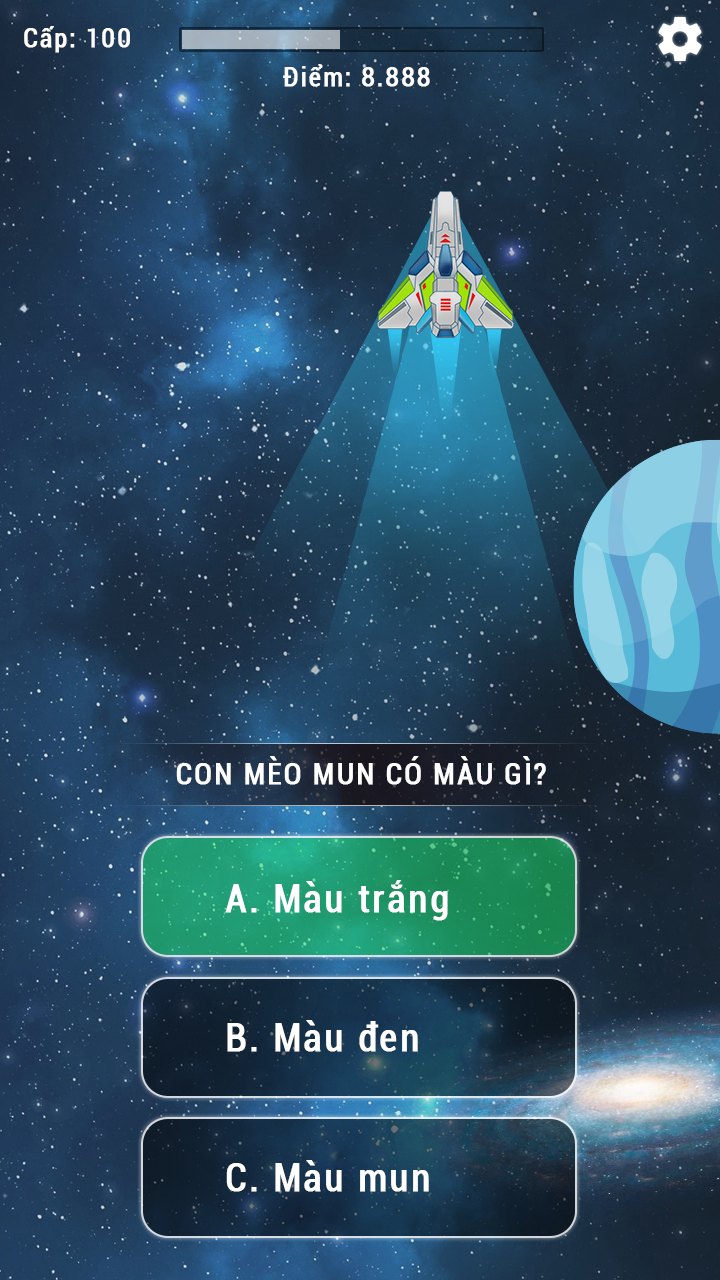 Cấp: 100
Điểm: 8.888
CON MÈO MUN CÓ MÀU GÌ?
A. Màu trắng
B. Màu đen
C. Màu mun